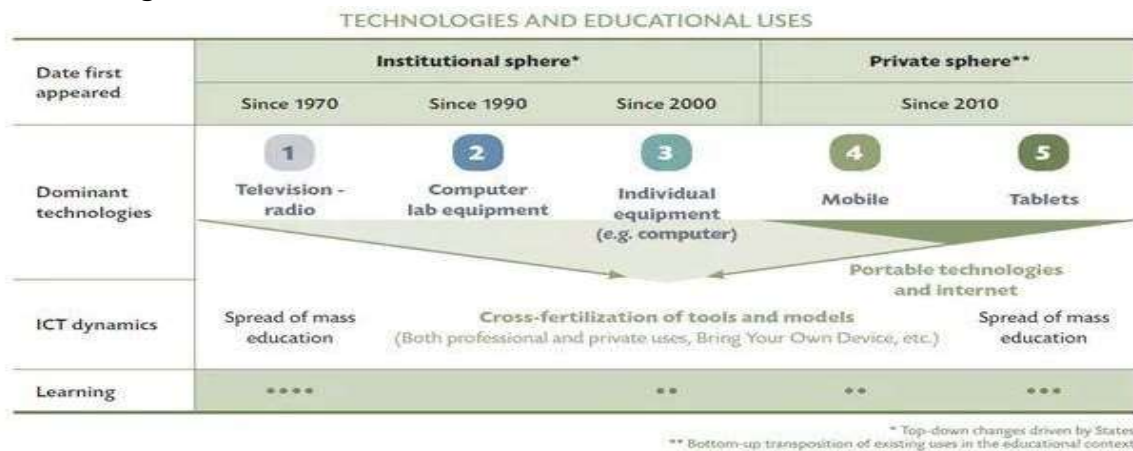 TECHNOLOGIES AND EDUCATIONAL USES
Date first
appeared
Institutional sphere*
Private sphere**
Since 1970
Since 1990
Since 2000
Since 2010
Dominant
technologies
1
2
3
4
5
Television -
radio
Computer
lab equipment
Individual
equipment
(e.g. computer)
Mobile
Tablets
Portable technologies
and internet
ICT dynamics
Spread of mass
education
Cross-fertilization of tools and models
(Both professional and private uses, Bring Your Own Device, etc.)
Spread of mass
education
Learning
* Top-down changes driven by States
** Bottom-up transposition of existing uses in the educational context